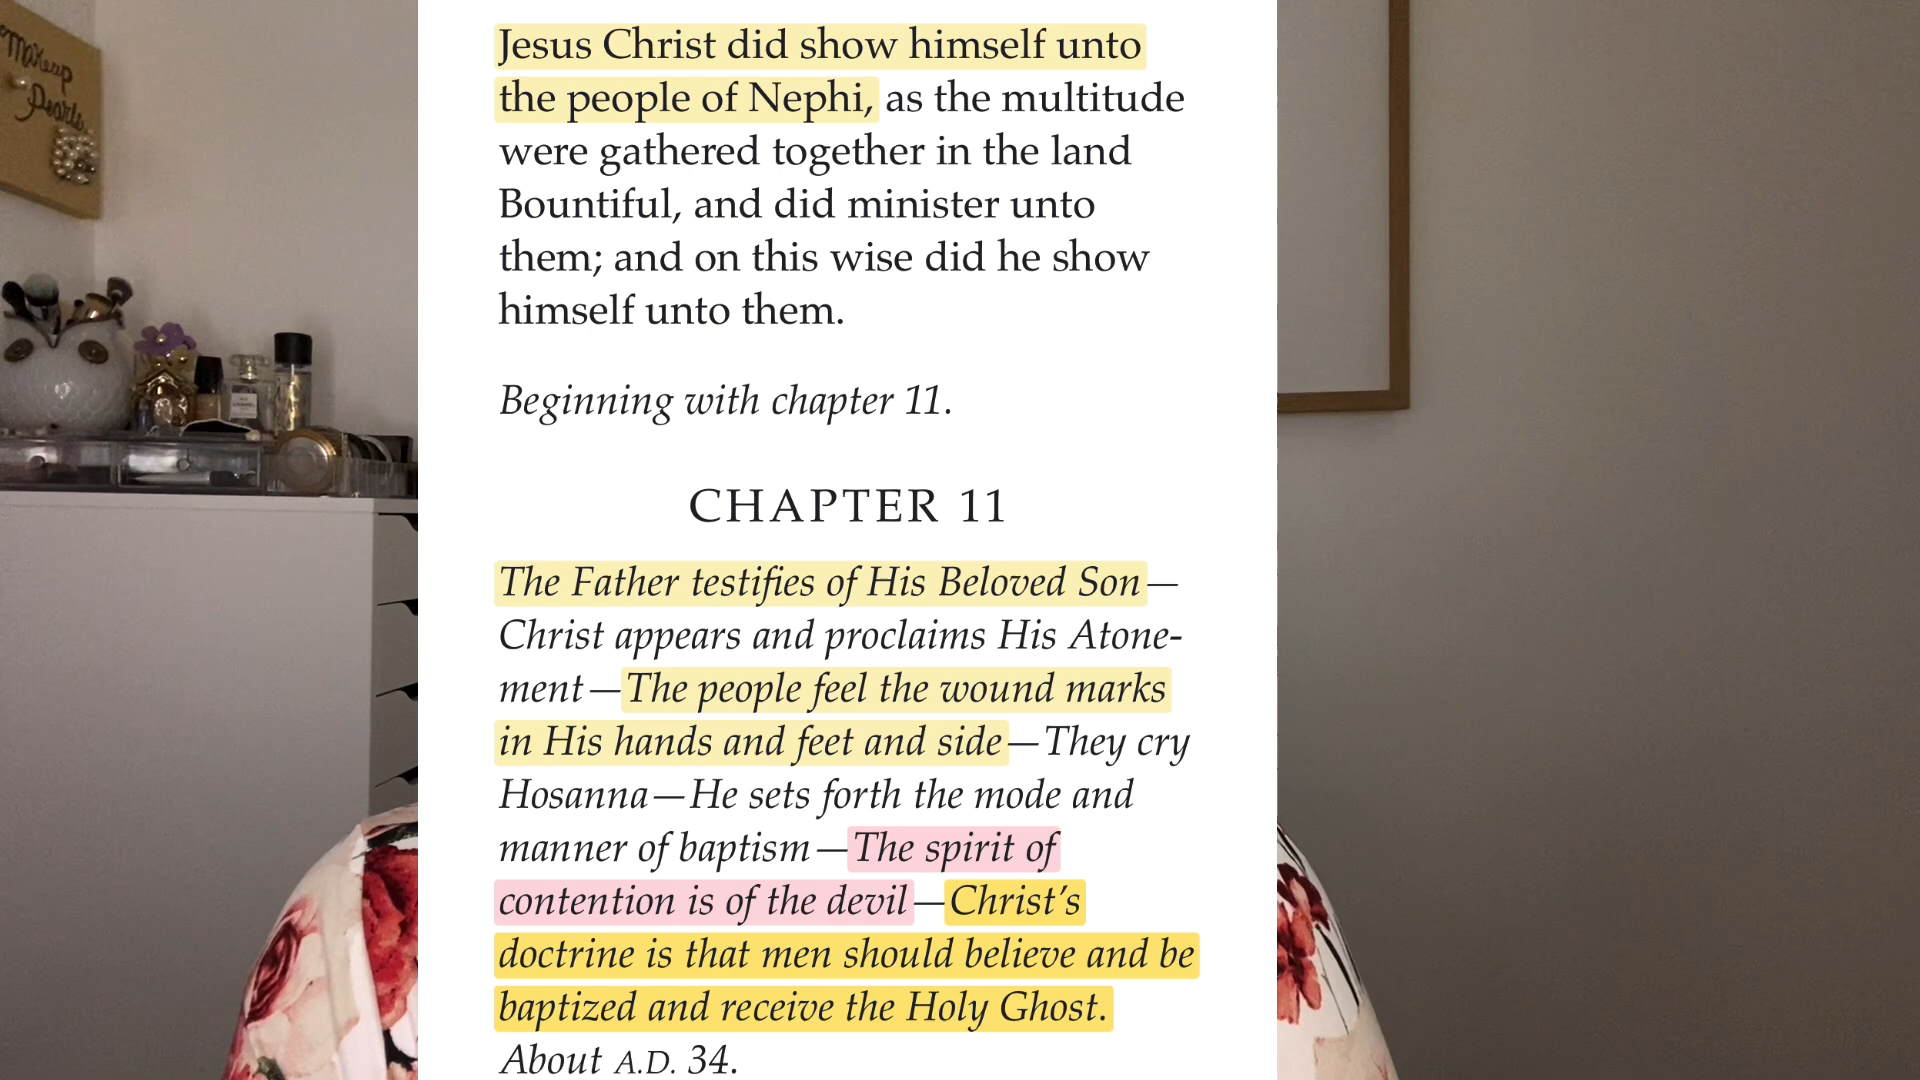 Makeup
Pearls
CHANEL
Jesus Christ did show himself unto
the people of Nephi, as the multitude
were gathered together in the land
Bountiful, and did minister unto
them; and on this wise did he show
himself unto them.
Beginning with chapter 11.
CHAPTER 11
The Father testifies of His Beloved Son—
Christ appears and proclaims His Atone-
ment—The people feel the wound marks
in His hands and feet and side—They cry
Hosanna—He sets forth the mode and
manner of baptism—The spirit of
contention is of the devil—Christ’s
doctrine is that men should believe and be
baptized and receive the Holy Ghost.
About A.D. 34.